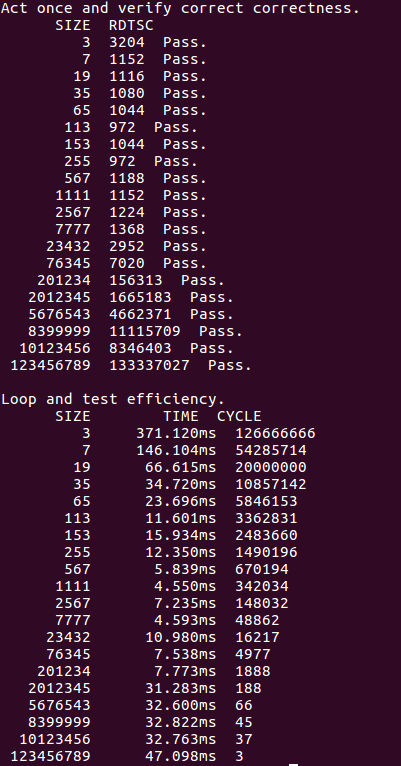 Act once and verify correct correctness.
SIZE RDTSC
3 3204 Pass.
7 1152 Pass.
19 1116 Pass.
35 1080 Pass.
65 1044 Pass.
113 972 Pass.
153 1044 Pass.
255 972 Pass.
567 1188 Pass.
1111 1152 Pass.
2567 1224 Pass.
7777 1368 Pass.
23432 2952 Pass.
76345 7020 Pass.
201234 156313 Pass.
2012345 1665183 Pass.
5676543 4662371 Pass.
8399999 11115709 Pass.
10123456 8346403 Pass.
123456789 133337027 Pass.
Loop and test efficiency.
SIZE TIME CYCLE
3 371.120ms 126666666
7 146.104ms 54285714
19 66.615ms 20000000
35 34.720ms 10857142
65 23.696ms 5846153
113 11.601ms 3362831
153 15.934ms 2483660
255 12.350ms 1490196
567 5.839ms 670194
1111 4.550ms 342034
2567 7.235ms 148032
7777 4.593ms 48862
23432 10.980ms 16217
76345 7.538ms 4977
201234 7.773ms 1888
2012345 31.283ms 188
5676543 32.600ms 66
8399999 32.822ms 45
10123456 32.763ms 37
123456789 47.098ms 3